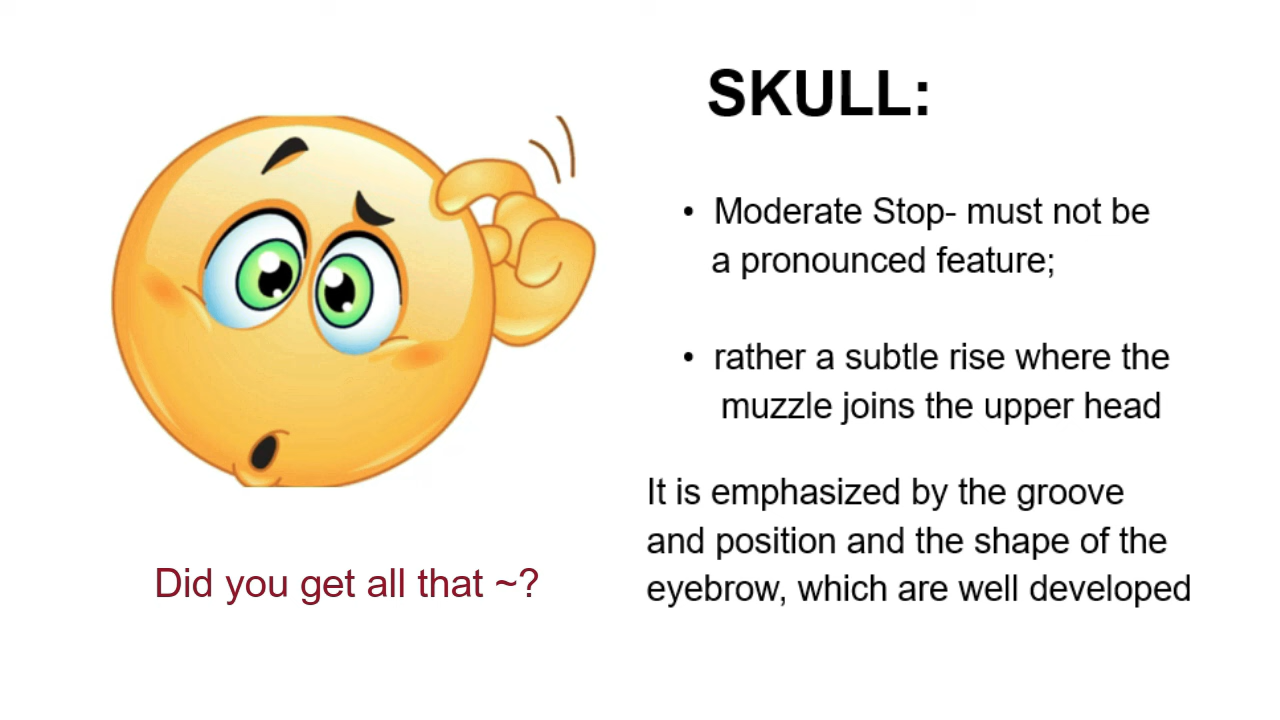 SKULL:
• Moderate Stop- must not be
a pronounced feature;
• rather a subtle rise where the
muzzle joins the upper head
It is emphasized by the groove
and position and the shape of the
eyebrow, which are well developed
Did you get all that ~?